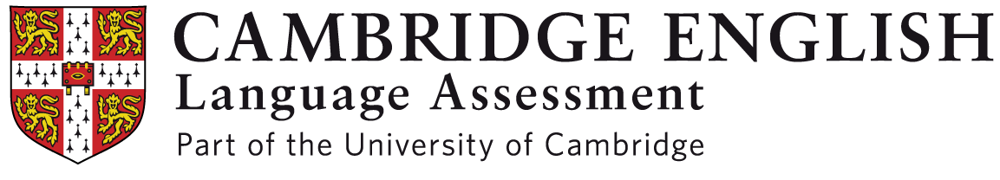 CAMBRIDGE ENGLISH
Language Assessment
Part of the University of Cambridge